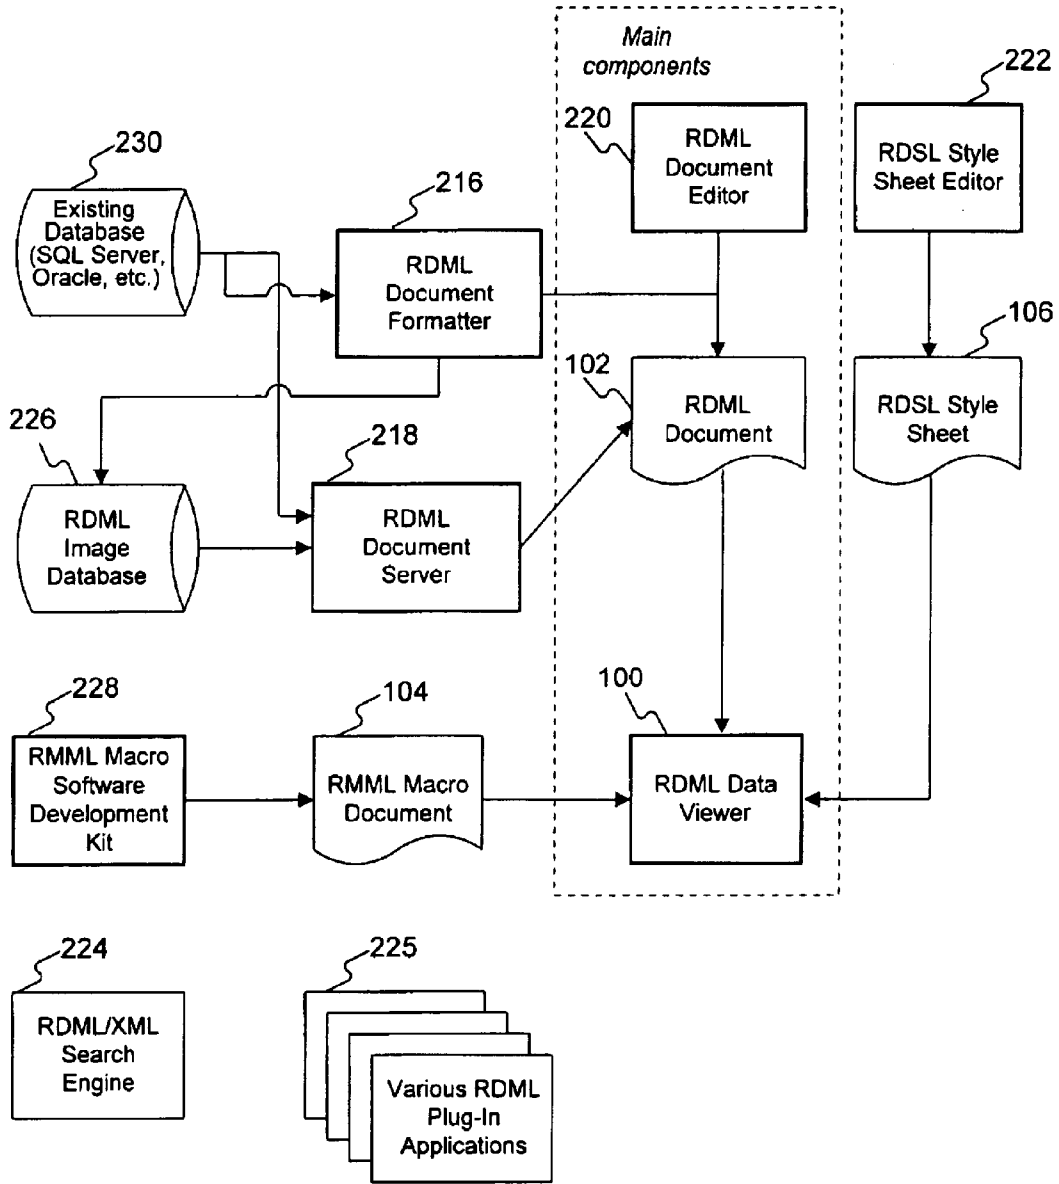 Main
components
222
220
RDML
Document
Editor
RDSL Style
Sheet Editor
230
Existing
Database
(SQL Server,
Oracle, etc.)
216
RDML
Document
Formatter
106
102
RDML
Document
RDSL Style
Sheet
226
RDML
Image
Database
218
RDML
Document
Server
228
RMML Macro
Software
Development
Kit
104
RMML Macro
Document
100
RDML Data
Viewer
224
RDML/XML
Search
Engine
225
Various RDML
Plug-In
Applications